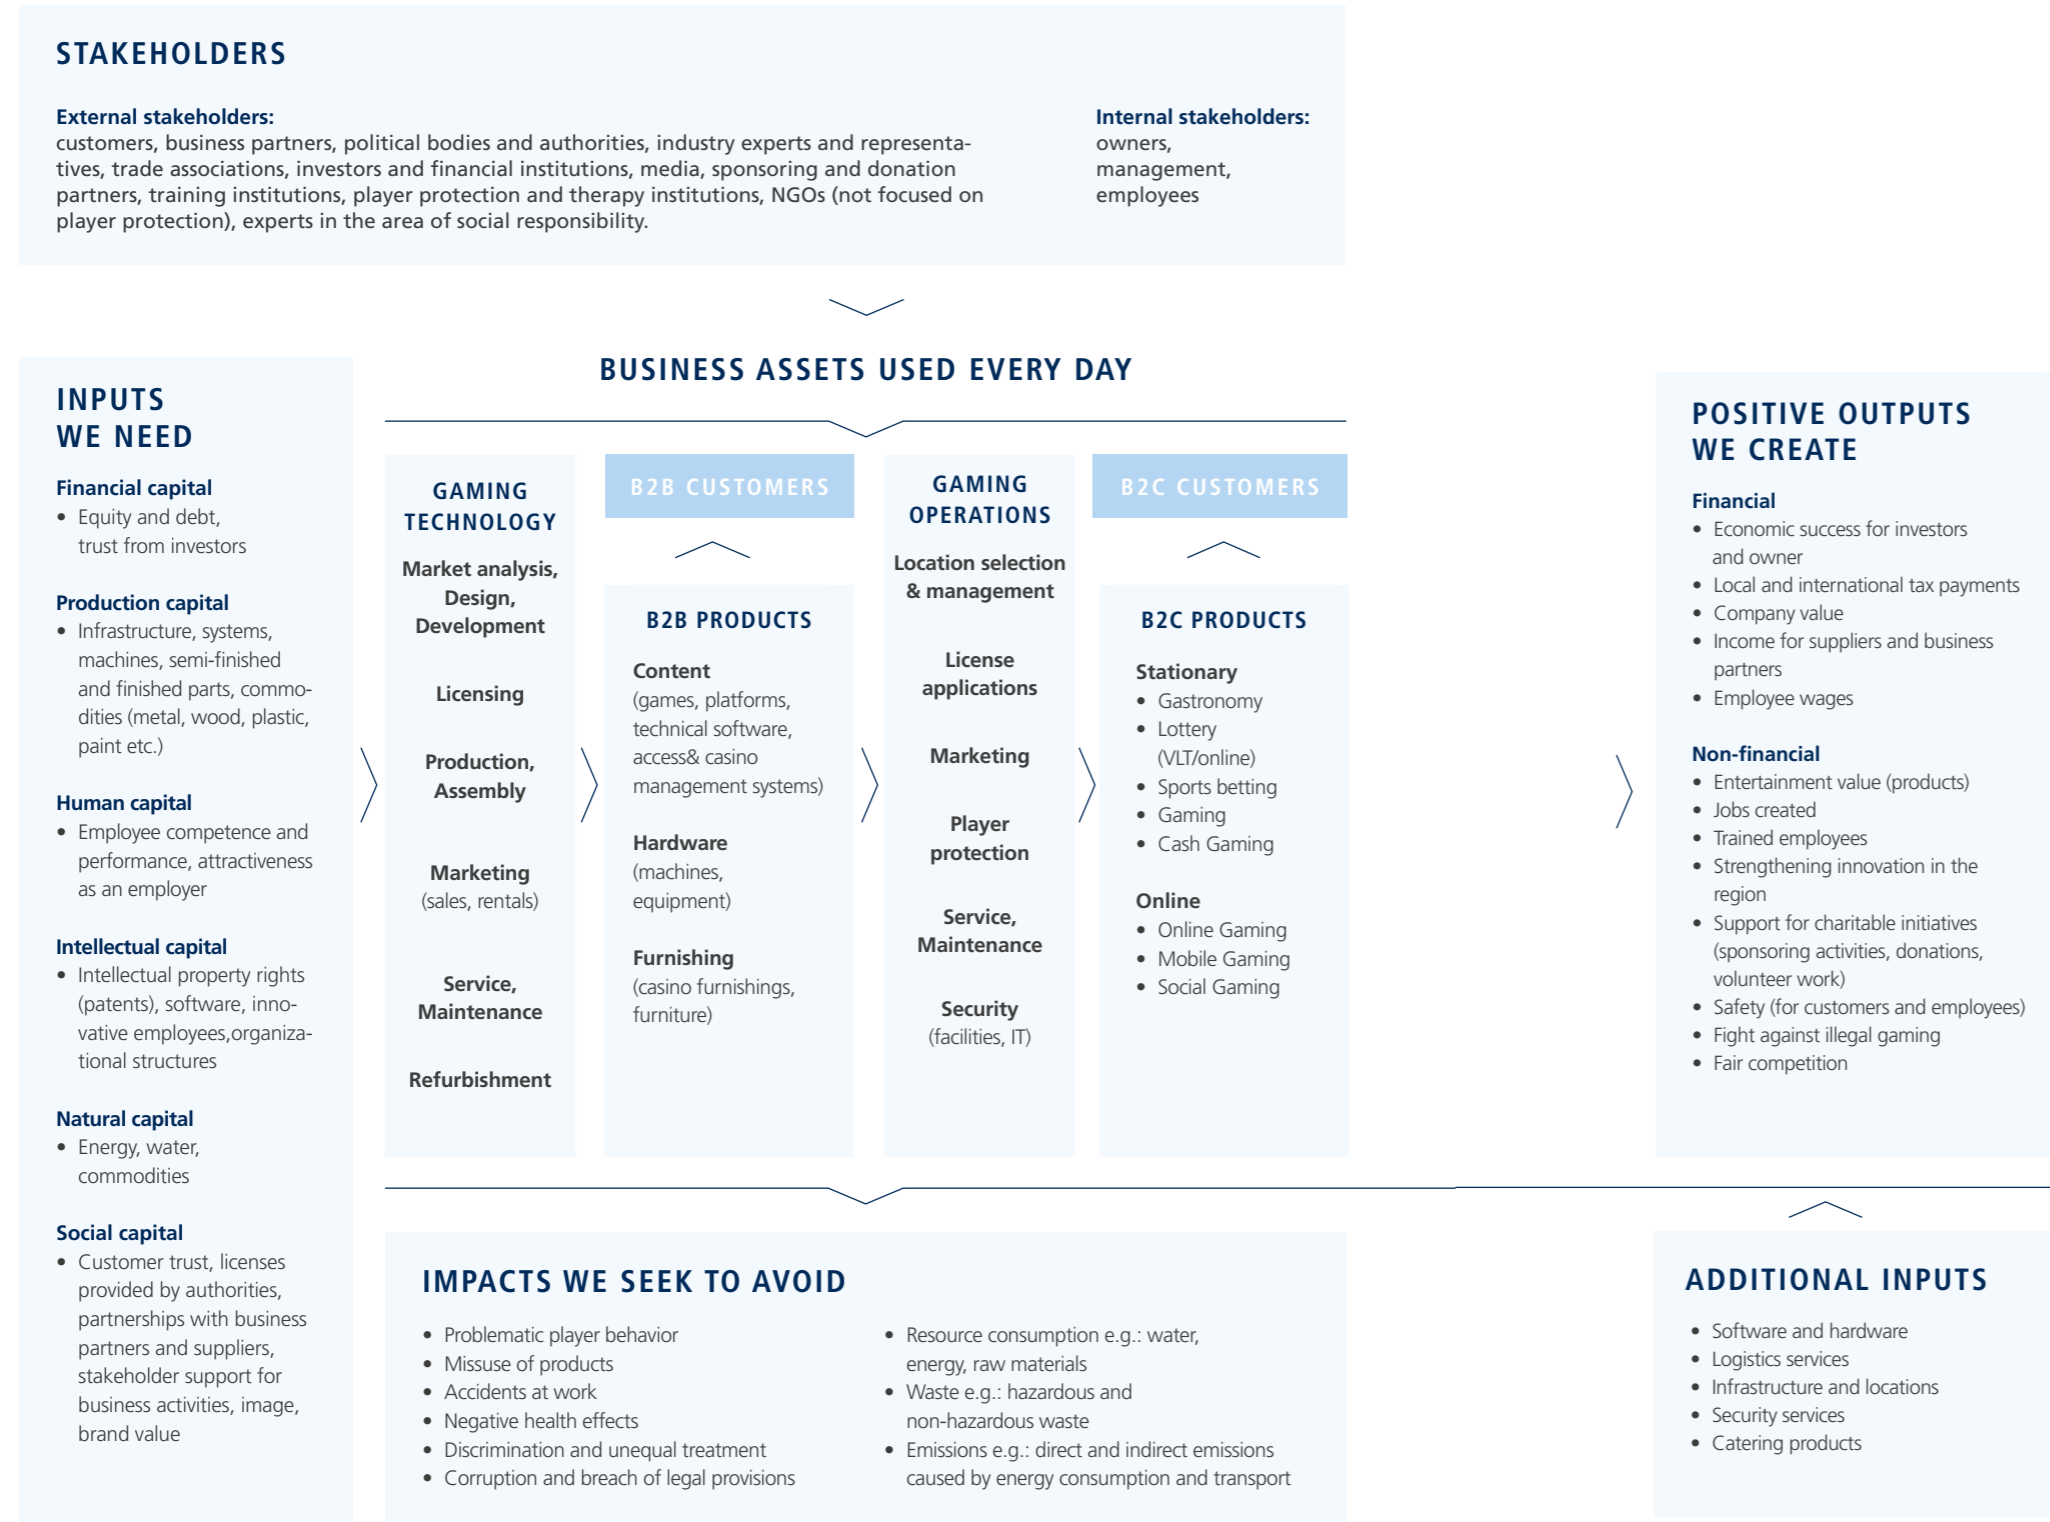 STAKEHOLDERS
External stakeholders:
customers, business partners, political bodies and authorities, industry experts and representa-
tives, trade associations, investors and financial institutions, media, sponsoring and donation
partners, training institutions, player protection and therapy institutions, NGOs (not focused on
player protection), experts in the area of social responsibility.
Internal stakeholders:
owners,
management,
employees
BUSINESS ASSETS USED EVERY DAY
INPUTS
WE NEED
Financial capital
• Equity and debt,
trust from investors
Production capital
• Infrastructure, systems,
machines, semi-finished
and finished parts, commo-
dities (metal, wood, plastic,
paint etc.)
Human capital
• Employee competence and
performance, attractiveness
as an employer
Intellectual capital
• Intellectual property rights
(patents), software, inno-
vative employees,organiza-
tional structures
Natural capital
• Energy, water,
commodities
Social capital
• Customer trust, licenses
provided by authorities,
partnerships with business
partners and suppliers,
stakeholder support for
business activities, image,
brand value
GAMING
TECHNOLOGY
Market analysis,
Design,
Development
Licensing
Production,
Assembly
Marketing
(sales, rentals)
Service,
Maintenance
Refurbishment
B2B CUSTOMERS
B2B PRODUCTS
Content
(games, platforms,
technical software,
access& casino
management systems)
Hardware
(machines,
equipment)
Furnishing
(casino furnishings,
furniture)
GAMING
OPERATIONS
Location selection
& management
License
applications
Marketing
Player
protection
Service,
Maintenance
Security
(facilities, IT)
B2C CUSTOMERS
B2C PRODUCTS
Stationary
• Gastronomy
• Lottery
(VLT/online)
• Sports betting
• Gaming
• Cash Gaming
Online
• Online Gaming
• Mobile Gaming
• Social Gaming
POSITIVE OUTPUTS
WE CREATE
Financial
• Economic success for investors
and owner
• Local and international tax payments
• Company value
• Income for suppliers and business
partners
• Employee wages
Non-financial
• Entertainment value (products)
• Jobs created
• Trained employees
• Strengthening innovation in the
region
• Support for charitable initiatives
(sponsoring activities, donations,
volunteer work)
• Safety (for customers and employees)
• Fight against illegal gaming
• Fair competition
IMPACTS WE SEEK TO AVOID
• Problematic player behavior
• Missuse of products
• Accidents at work
• Negative health effects
• Discrimination and unequal treatment
• Corruption and breach of legal provisions
• Resource consumption e.g.: water,
energy, raw materials
• Waste e.g.: hazardous and
non-hazardous waste
• Emissions e.g.: direct and indirect emissions
caused by energy consumption and transport
ADDITIONAL INPUTS
• Software and hardware
• Logistics services
• Infrastructure and locations
• Security services
• Catering products